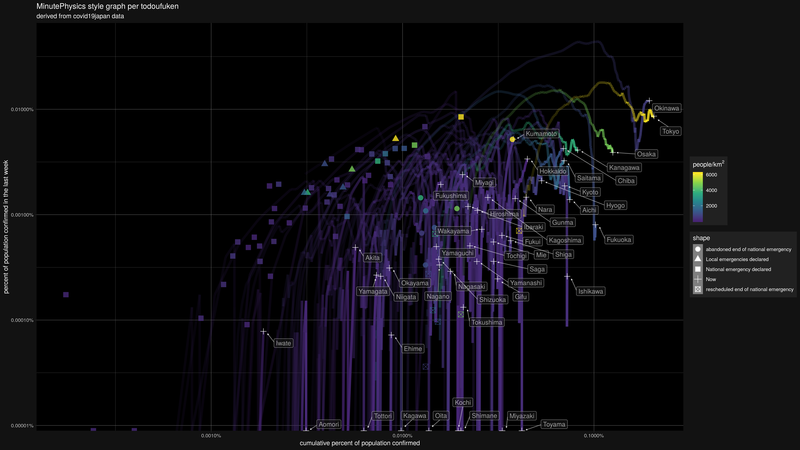 MinutePhysics style graph per todoufuken
derived from covid19japan data
percent of population confirmed in the last week
0.01000%
0.00100%
0.00010%
0.00001%
Okinawa
Tokyo
Kumamoto
Osaka
Kanagawa
Hokkaido
Saitama
Chiba
Miyagi
Kyoto
Fukushima
Hyogo
Nara
Aichi
Hiroshima
Gunma
Ibaraki
Wakayama
Fukui
Kagoshima
Fukuoka
Yamaguchi
Tochigi
Mie
Shiga
Akita
Saga
Okayama
Yamanashi
Nagasaki
Yamagata
Niigata
Nagano
Shizuoka
Gifu
Ishikawa
Tokushima
Iwate
Ehime
Kochi
Aomori
Tottori
Kagawa
Oita
Shimane
Miyazaki
Toyama
0.0010%
0.0100%
0.1000%
cumulative percent of population confirmed
people/km²
6000
4000
2000
shape
abandoned end of national emergency
Local emergencies declared
National emergency declared
Now
rescheduled end of national emergency